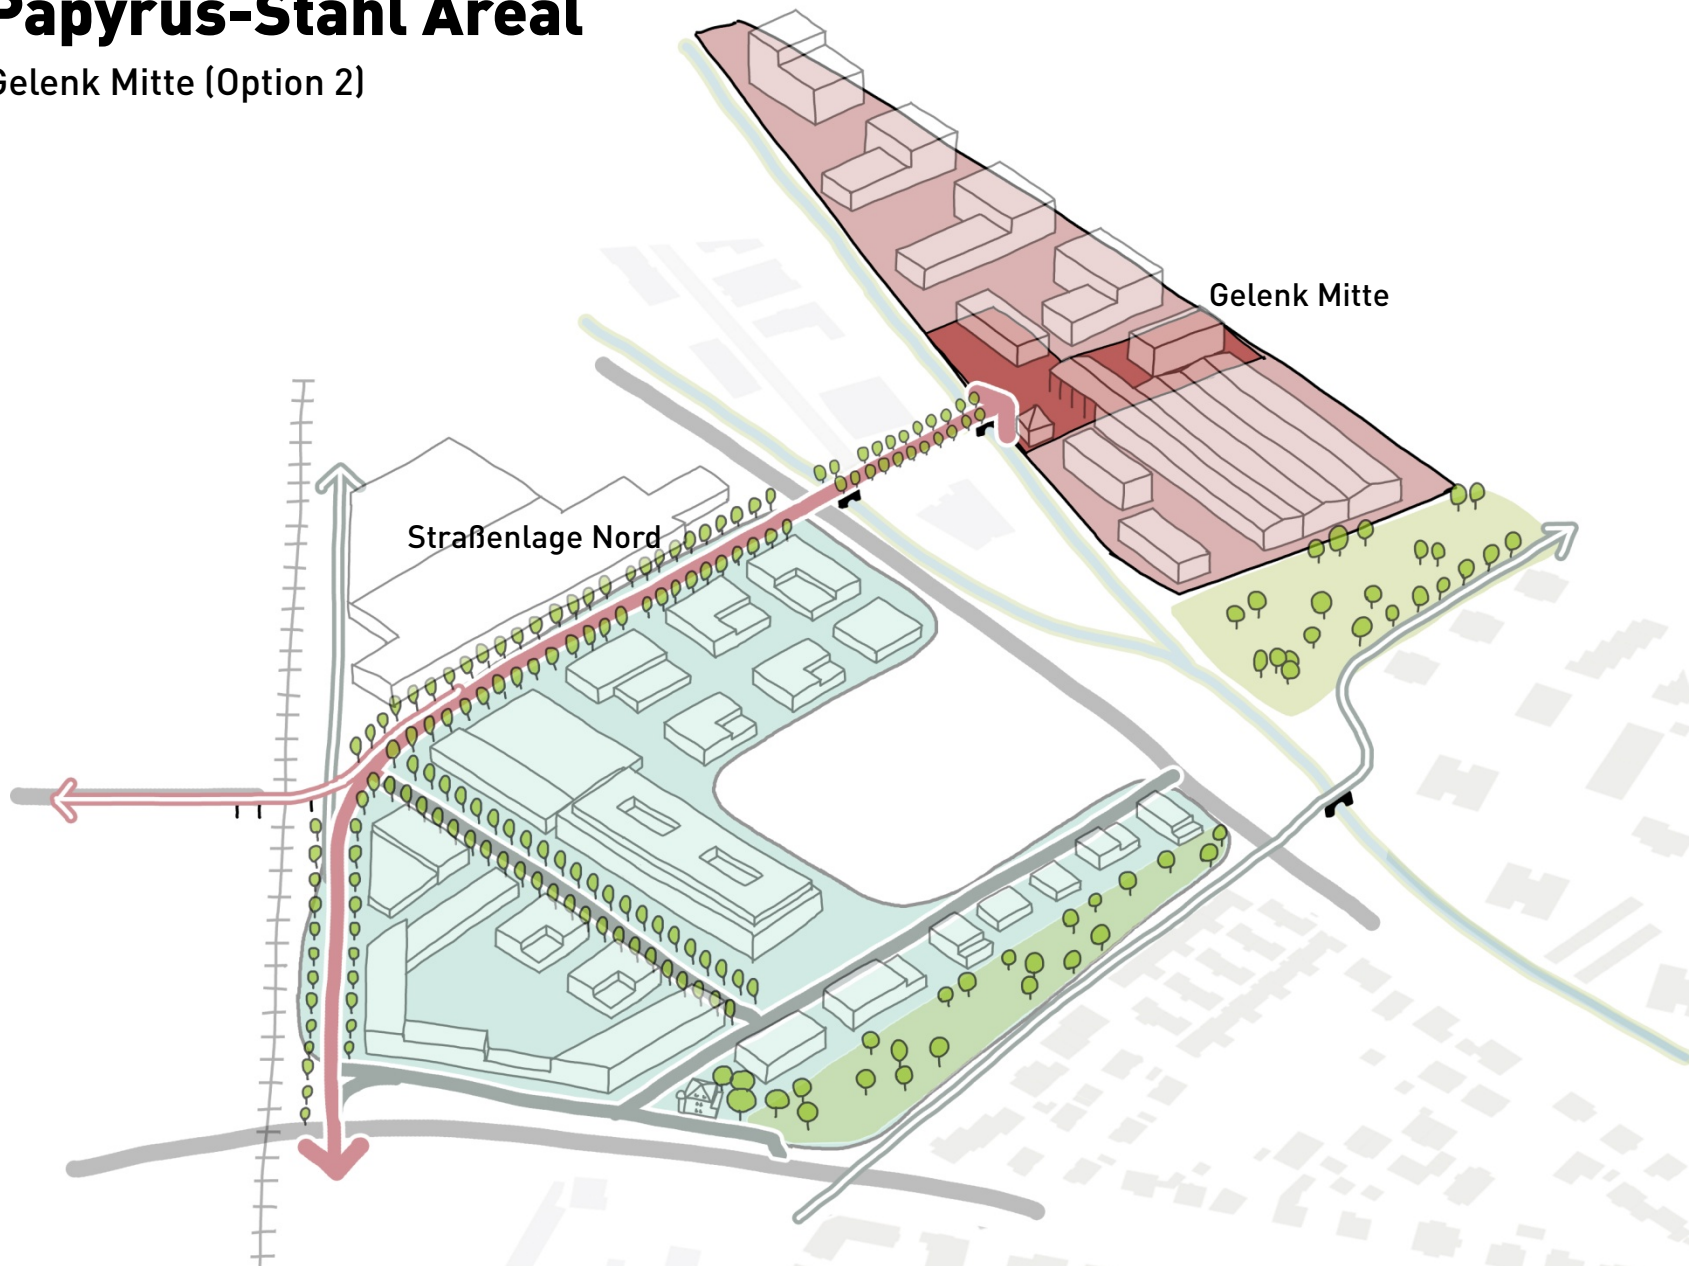 Papyrus-Stahl Areal
Gelenk Mitte (Option 2)
Gelenk Mitte
Straßenlage Nord